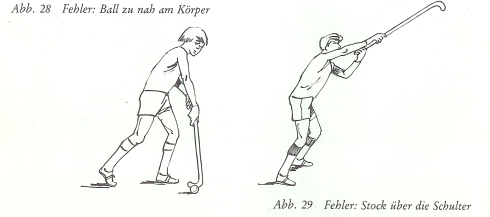 Abb. 28 Fehler: Ball zu nah am Körper
Abb. 29 Fehler: Stock über die Schulter